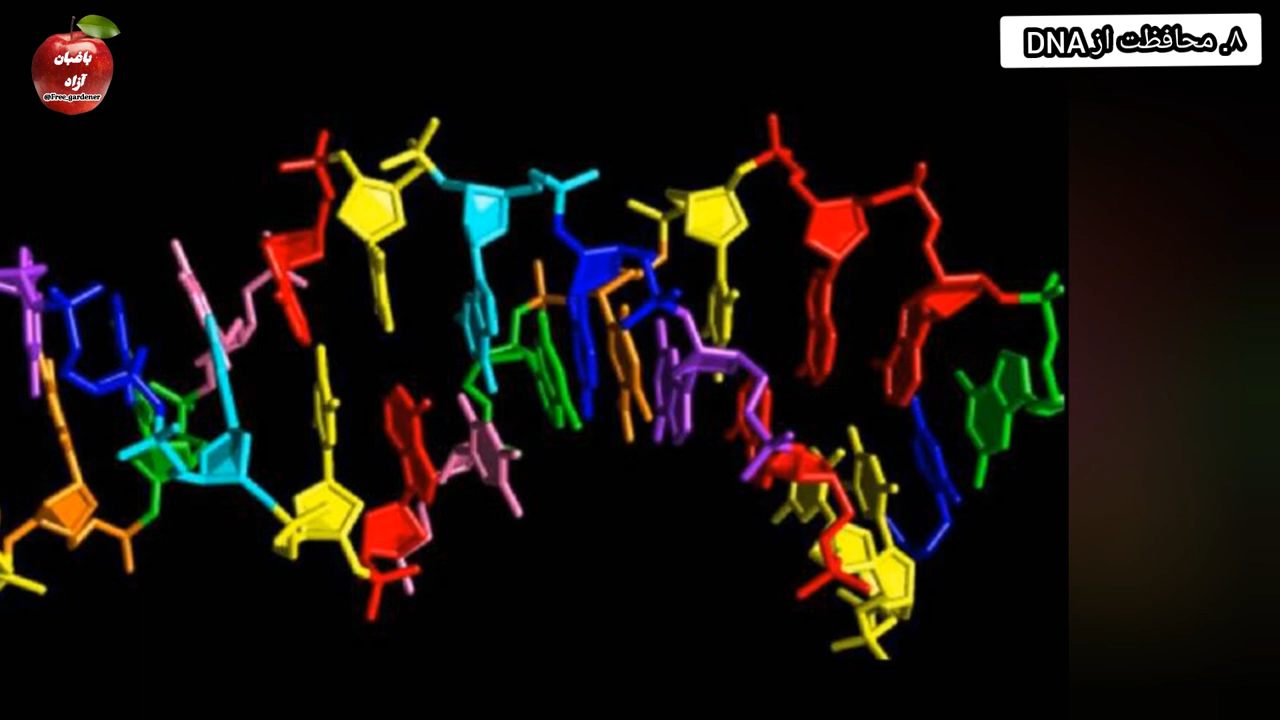 باغبان
آزاد
@Free_gardener
۸. محافظت از DNA